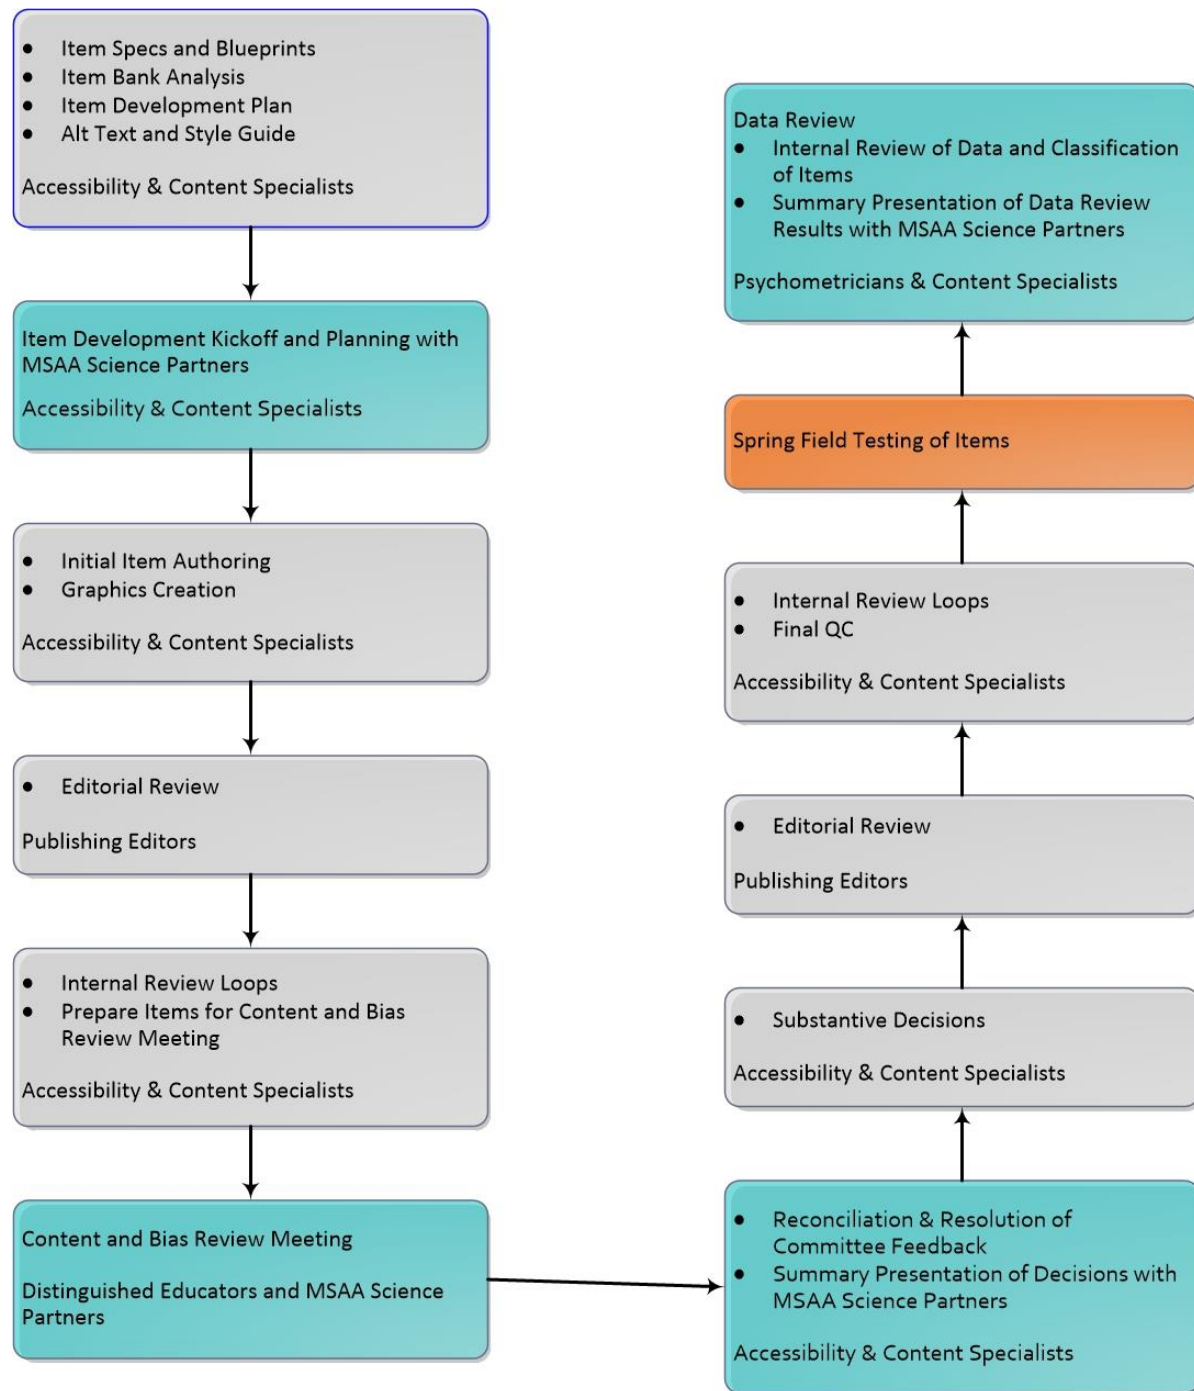 ● Item Specs and Blueprints
● Item Bank Analysis
● Item Development Plan
● Alt Text and Style Guide
Accessibility & Content Specialists
Item Development Kickoff and Planning with
MSAA Science Partners
Accessibility & Content Specialists
● Initial Item Authoring
● Graphics Creation
Accessibility & Content Specialists
● Editorial Review
Publishing Editors
● Internal Review Loops
● Prepare Items for Content and Bias
Review Meeting
Accessibility & Content Specialists
Content and Bias Review Meeting
Distinguished Educators and MSAA Science
Partners
● Reconciliation & Resolution of
Committee Feedback
● Summary Presentation of Decisions with
MSAA Science Partners
Accessibility & Content Specialists
● Substantive Decisions
Accessibility & Content Specialists
● Editorial Review
Publishing Editors
● Internal Review Loops
● Final QC
Accessibility & Content Specialists
Spring Field Testing of Items
Data Review
● Internal Review of Data and Classification
of Items
● Summary Presentation of Data Review
Results with MSAA Science Partners
Psychometricians & Content Specialists